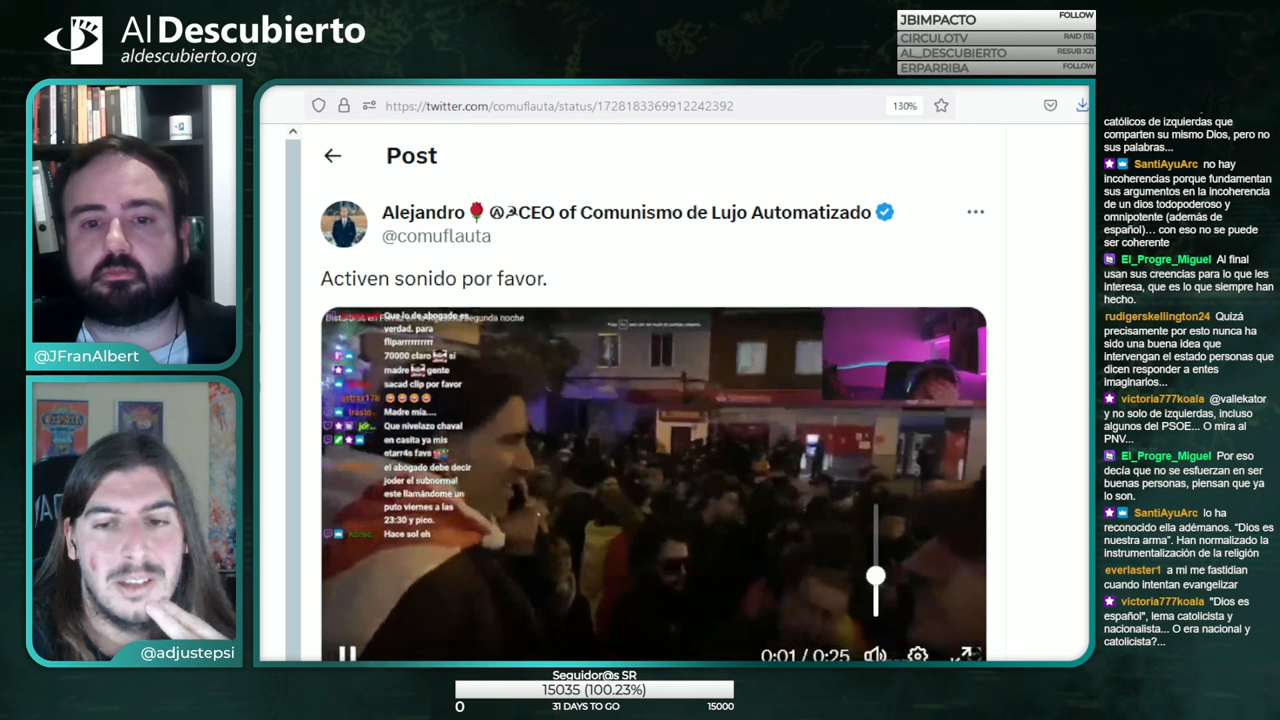 Al Descubierto
aldescubierto.org
JBIMPACTO FOLLOW
CIRCULOTV RAID (15)
AL_DESCUBIERTO RESUB X21
ERPARRIBA FOLLOW
@JFranAlbert
@adjustepsi
https://twitter.com/comuflauta/status/1728183369912242392
130%
Post
Alejandro🌹Ⓐ☭CEO of Comunismo de Lujo Automatizado
@comuflauta
Activen sonido por favor.
segunda noche
Que lo de abogado es
verdad. para
fliparrrrrrrrrr
70000 claro si
madre gente
sacad clip por favor
Madre mía....
Que nivelazo chaval
en casita ya mis
etarr4s favs
el abogado debe decir
joder el subnormal
este llamándome un
puto viernes a las
23:30 y pico.
Hace sol eh
0:01 / 0:25
católicos de izquierdas que
comparten su mismo Dios, pero no
sus palabras...
SantiAyuArc no hay
incoherencias porque fundamentan
sus argumentos en la incoherencia
de un dios todopoderoso y
omnipotente (además de
español)... con eso no se puede
ser coherente
El_Progre_Miguel Al final
usan sus creencias para lo que les
interesa, que es lo que siempre han
hecho.
rudigerskellington24 Quizá
precisamente por esto nunca ha
sido una buena idea que
intervengan el estado personas que
dicen responder a entes
imaginarios...
victoria777koala @vallekator
y no solo de izquierdas, incluso
algunos del PSOE... O mira al
PNV...
El_Progre_Miguel Por eso
decía que no se esfuerzan en ser
buenas personas, piensan que ya
lo son.
SantiAyuArc lo ha
reconocido ella adémanos. "Dios es
nuestra arma". Han normalizado la
instrumentalización de la religión
everlaster1 a mi me fastidian
cuando intentan evangelizar
victoria777koala "Dios es
español", lema catolicista y
nacionalista... O era nacional y
catolicista?...
Seguidor@s SR
15035 (100.23%)
0 31 DAYS TO GO 15000